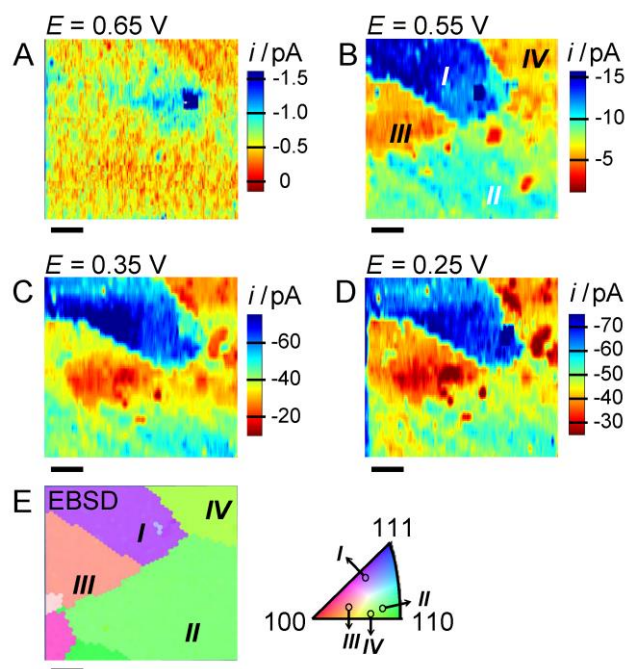 E = 0.65 V
A
i / pA
-1.5
-1.0
-0.5
0
E = 0.55 V
B
i / pA
-15
-10
-5
I
II
III
IV
E = 0.35 V
C
i / pA
-60
-40
-20
E = 0.25 V
D
i / pA
-70
-60
-50
-40
-30
E EBSD
I
IV
III
II
111
I
II
100
110
III
IV